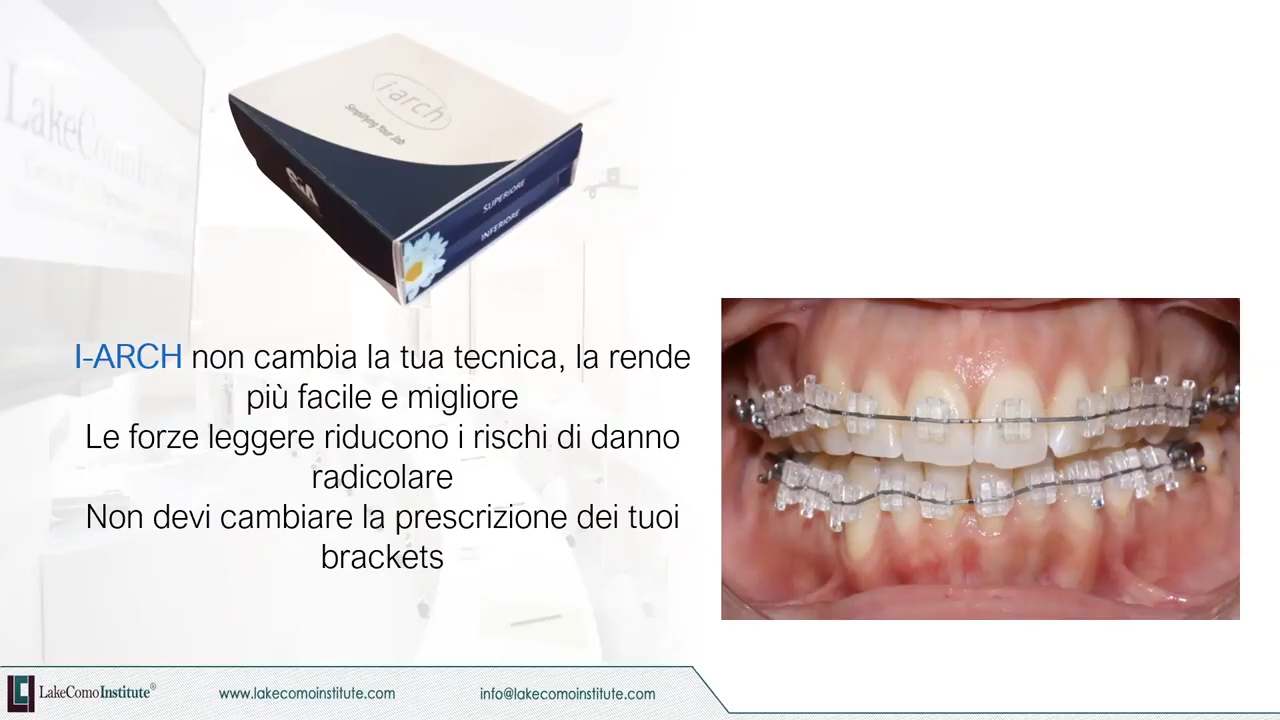 LakeComoInstitute
i-arch
Simplifying Your Job
SUPERIORE
INFERIORE
I-ARCH non cambia la tua tecnica, la rende
più facile e migliore
Le forze leggere riducono i rischi di danno
radicolare
Non devi cambiare la prescrizione dei tuoi
brackets
LakeComoInstitute®
www.lakecomoinstitute.com
info@lakecomoinstitute.com